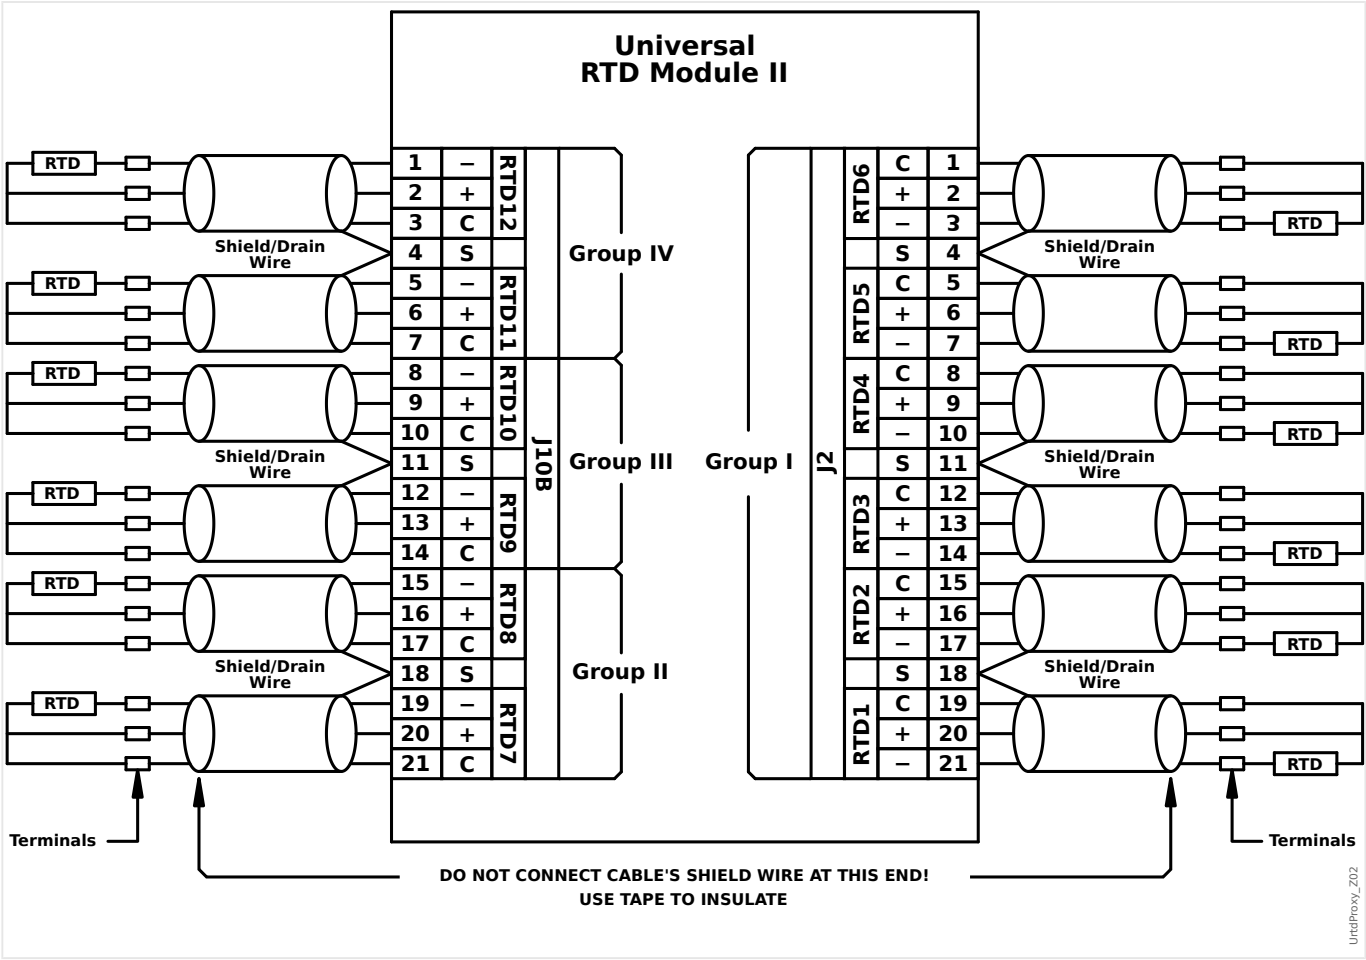 Universal
RTD Module II
RTD 1 − RTD12 C 1
2 + RTD6 + 2
3 C − 3 RTD
Shield/Drain
Wire
4 S Group IV S 4
Shield/Drain
Wire
RTD 5 − RTD11 C 5
6 + RTD5 + 6
7 C − 7 RTD
RTD 8 − RTD10 C 8
9 + RTD4 + 9
10 C − 10 RTD
Shield/Drain
Wire
11 S J10B Group III Group I J2 S 11
Shield/Drain
Wire
RTD 12 − RTD9 C 12
13 + RTD3 + 13
14 C − 14 RTD
RTD 15 − RTD8 C 15
16 + RTD2 + 16
17 C − 17 RTD
Shield/Drain
Wire
18 S Group II S 18
Shield/Drain
Wire
RTD 19 − RTD7 C 19
20 + RTD1 + 20
21 C − 21 RTD
Terminals
Terminals
DO NOT CONNECT CABLE'S SHIELD WIRE AT THIS END!
USE TAPE TO INSULATE
UrtdProxy_Z02